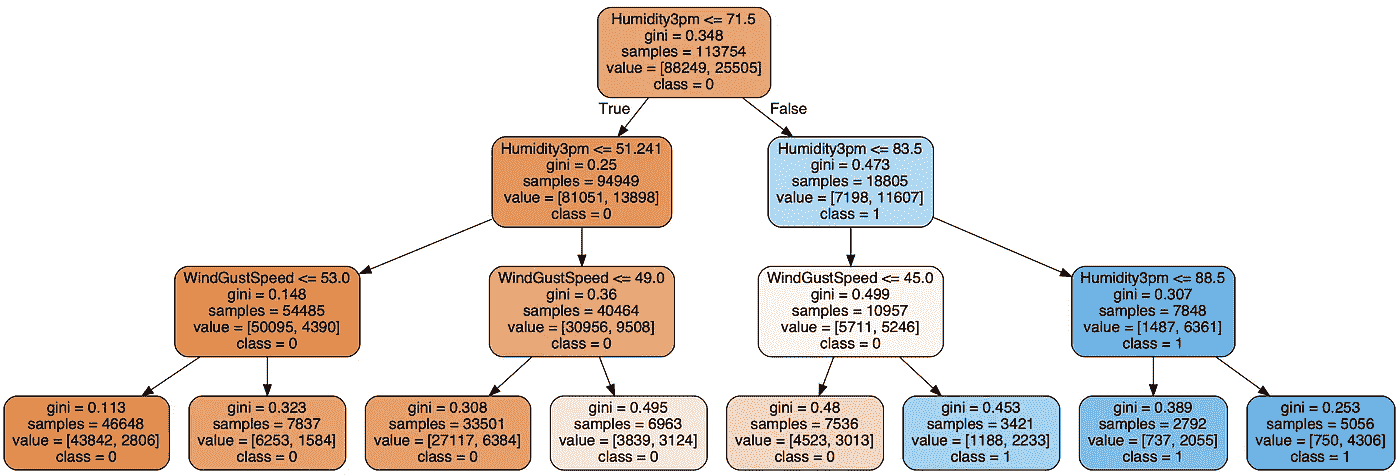 Humidity3pm <= 71.5
gini = 0.348
samples = 113754
value = [88249, 25505]
class = 0
True
False
Humidity3pm <= 51.241
gini = 0.25
samples = 94949
value = [81051, 13898]
class = 0
Humidity3pm <= 83.5
gini = 0.473
samples = 18805
value = [7198, 11607]
class = 1
WindGustSpeed <= 53.0
gini = 0.148
samples = 54485
value = [50095, 4390]
class = 0
WindGustSpeed <= 49.0
gini = 0.36
samples = 40464
value = [30956, 9508]
class = 0
WindGustSpeed <= 45.0
gini = 0.499
samples = 10957
value = [5711, 5246]
class = 0
Humidity3pm <= 88.5
gini = 0.307
samples = 7848
value = [1487, 6361]
class = 1
gini = 0.113
samples = 46648
value = [43842, 2806]
class = 0
gini = 0.323
samples = 7837
value = [6253, 1584]
class = 0
gini = 0.308
samples = 33501
value = [27117, 6384]
class = 0
gini = 0.495
samples = 6963
value = [3839, 3124]
class = 0
gini = 0.48
samples = 7536
value = [4523, 3013]
class = 0
gini = 0.453
samples = 3421
value = [1188, 2233]
class = 1
gini = 0.389
samples = 2792
value = [737, 2055]
class = 1
gini = 0.253
samples = 5056
value = [750, 4306]
class = 1